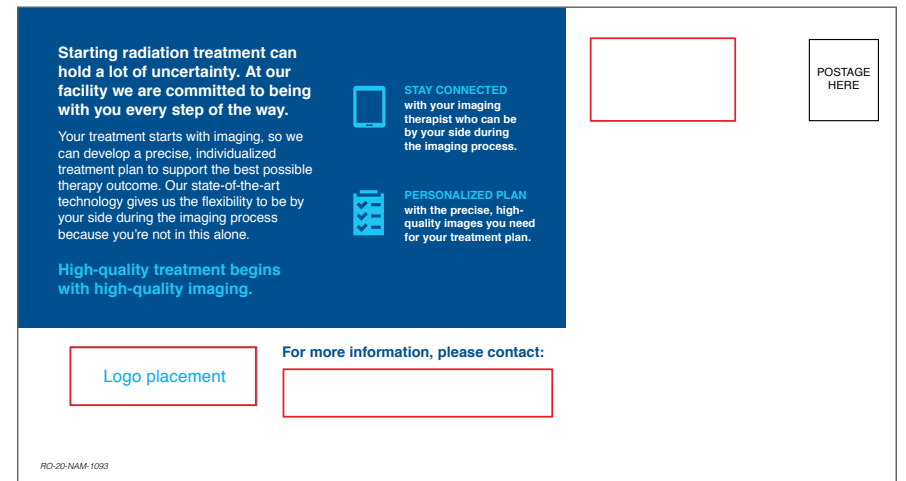 Starting radiation treatment can
hold a lot of uncertainty. At our
facility we are committed to being
with you every step of the way.
Your treatment starts with imaging, so we
can develop a precise, individualized
treatment plan to support the best possible
therapy outcome. Our state-of-the-art
technology gives us the flexibility to be by
your side during the imaging process
because you’re not in this alone.
High-quality treatment begins
with high-quality imaging.
STAY CONNECTED
with your imaging
therapist who can be
by your side during
the imaging process.
PERSONALIZED PLAN
with the precise, high-
quality images you need
for your treatment plan.
POSTAGE
HERE
Logo placement
For more information, please contact:
RO-20-NAM-1093